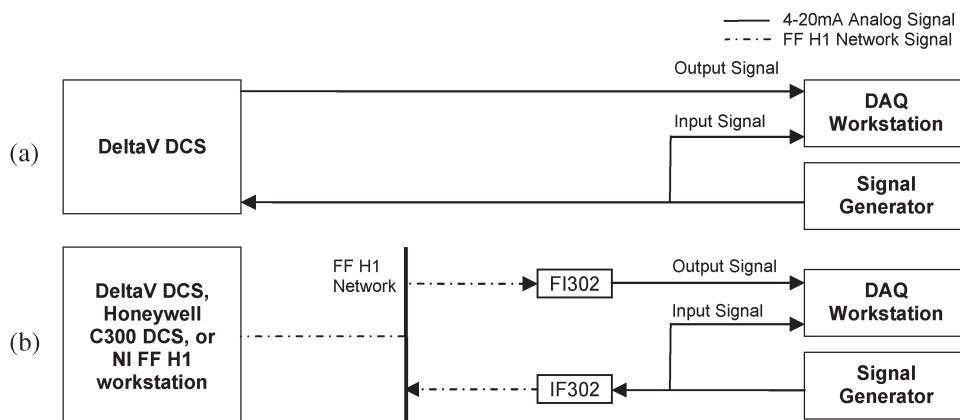 4-20mA Analog Signal
FF H1 Network Signal
(a)
DeltaV DCS
Output Signal
Input Signal
DAQ
Workstation
Signal
Generator
(b)
DeltaV DCS,
Honeywell
C300 DCS, or
NI FF H1
workstation
FF H1
Network
FI302
IF302
Output Signal
Input Signal
DAQ
Workstation
Signal
Generator